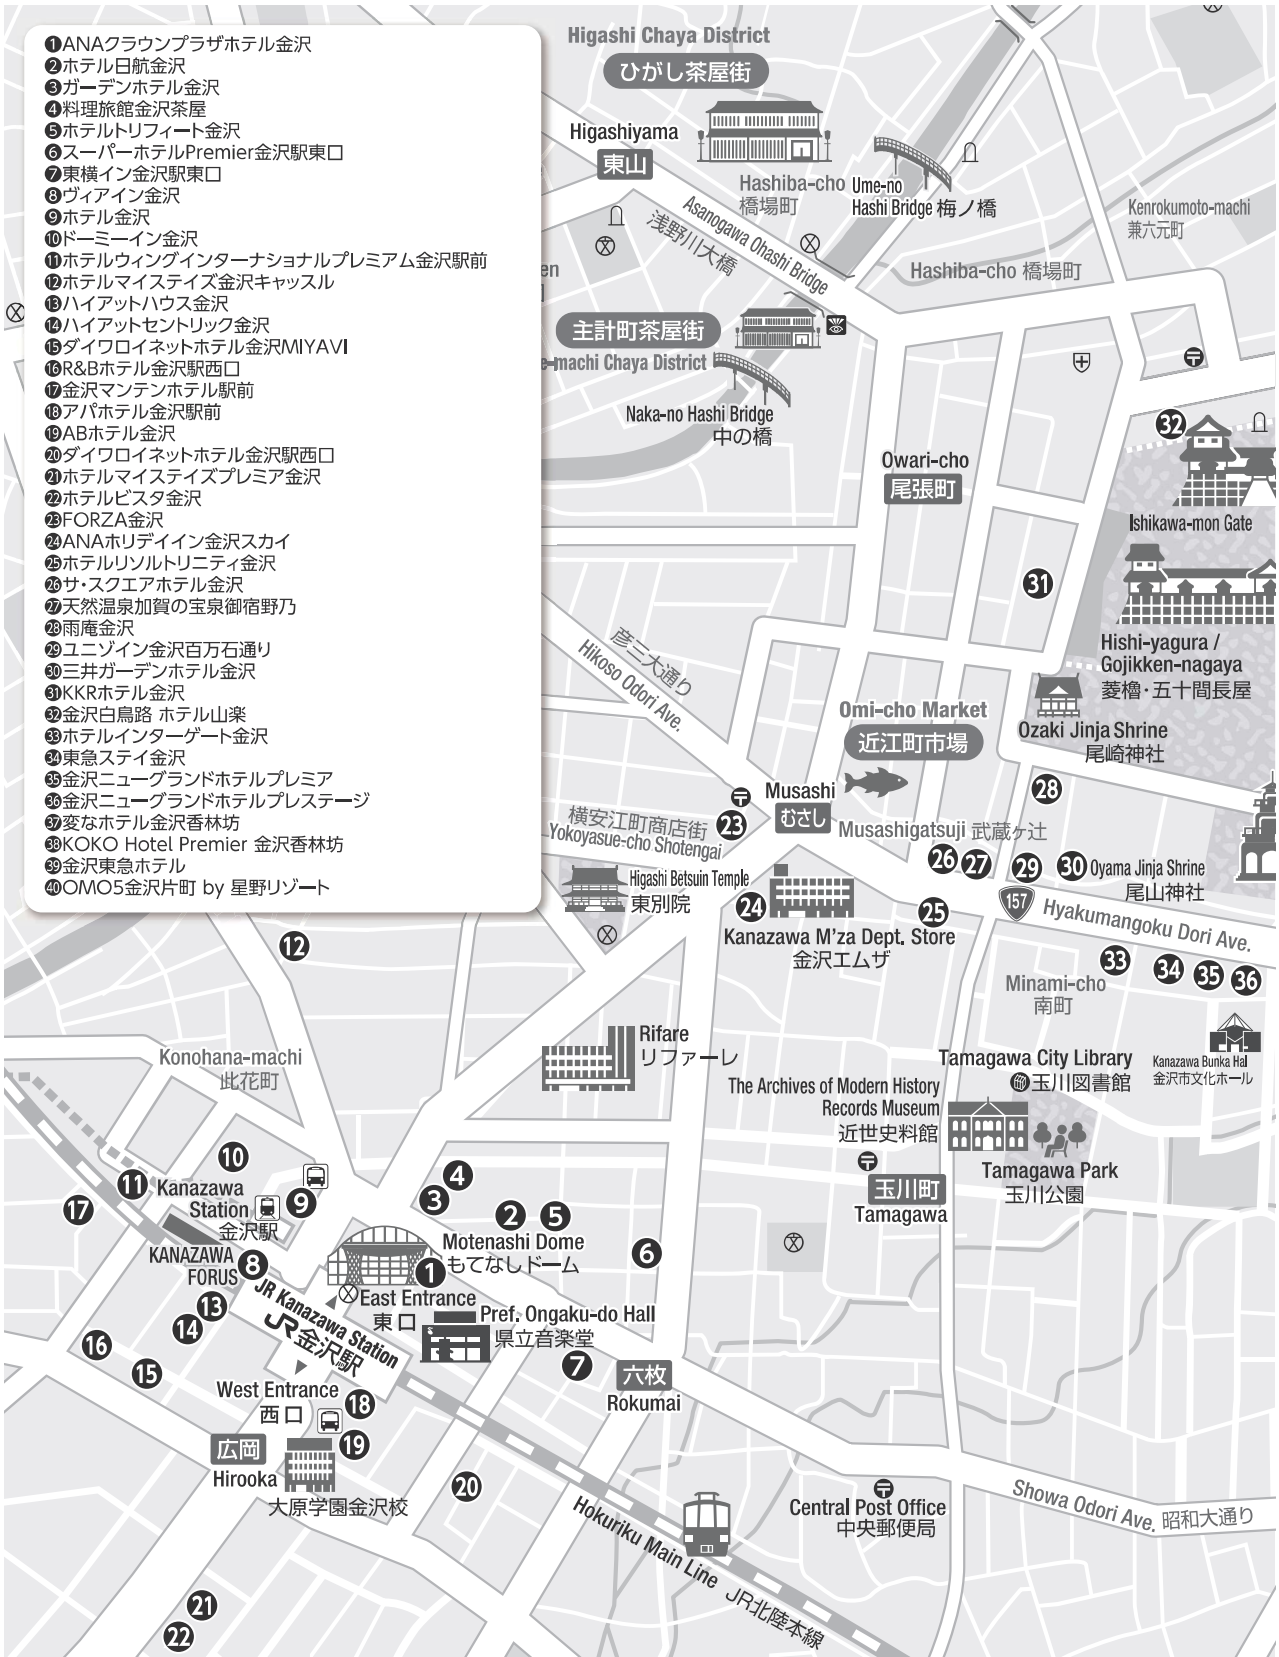 ❶ANAクラウンプラザホテル金沢
❷ホテル日航金沢
❸ガーデンホテル金沢
❹料理旅館金沢茶屋
❺ホテルトリフィート金沢
❻スーパーホテルPremier金沢駅東口
❼東横イン金沢駅東口
❽ヴィアイン金沢
❾ホテル金沢
❿ドーミーイン金沢
⓫ホテルウィングインターナショナルプレミアム金沢駅前
⓬ホテルマイステイズ金沢キャッスル
⓭ハイアットハウス金沢
⓮ハイアットセントリック金沢
⓯ダイワロイネットホテル金沢MIYAVI
⓰R&Bホテル金沢駅西口
⓱金沢マンテンホテル駅前
⓲アパホテル金沢駅前
⓳ABホテル金沢
⓴ダイワロイネットホテル金沢駅西口
㉑ホテルマイステイズプレミア金沢
㉒ホテルビスタ金沢
㉓FORZA金沢
㉔ANAホリデイイン金沢スカイ
㉕ホテルリソルトリニティ金沢
㉖サ・スクエアホテル金沢
㉗天然温泉加賀の宝泉御宿野乃
㉘雨庵金沢
㉙ユニゾイン金沢百万石通り
㉚三井ガーデンホテル金沢
㉛KKRホテル金沢
㉜金沢白鳥路 ホテル山楽
㉝ホテルインターゲート金沢
㉞東急ステイ金沢
㉟金沢ニューグランドホテルプレミア
㊱金沢ニューグランドホテルプレステージ
㊲変なホテル金沢香林坊
㊳KOKO Hotel Premier 金沢香林坊
㊴金沢東急ホテル
㊵OMO5金沢片町 by 星野リゾート
Higashi Chaya District
ひがし茶屋街
Higashiyama
東山
Hashiba-cho
橋場町
Ume-no
Hashi Bridge 梅ノ橋
Kenrokumoto-machi
兼六元町
Asanogawa Ohashi Bridge
浅野川大橋
Hashiba-cho 橋場町
主計町茶屋街
e-machi Chaya District
Naka-no Hashi Bridge
中の橋
㉜
Owari-cho
尾張町
Ishikawa-mon Gate
㉛
Hishi-yagura /
Gojikken-nagaya
菱櫓・五十間長屋
彦三大通り
Hikoso Odori Ave.
Omi-cho Market
近江町市場
Ozaki Jinja Shrine
尾崎神社
㉘
Musashi
むさし
横安江町商店街
Yokoyasue-cho Shotengai
㉓
Musashigatsuji 武蔵ヶ辻
㉖
㉗
㉙
㉚
Oyama Jinja Shrine
尾山神社
157
Hyakumangoku Dori Ave.
Higashi Betsuin Temple
東別院
㉔
㉕
Kanazawa M'za Dept. Store
金沢エムザ
⓬
㉝
㉞
㉟
㊱
Minami-cho
南町
Rifare
リファーレ
Konohana-machi
此花町
Tamagawa City Library
玉川図書館
Kanazawa Bunka Hal
金沢市文化ホール
The Archives of Modern History
Records Museum
近世史料館
玉川町
Tamagawa
Tamagawa Park
玉川公園
❿
⓫
Kanazawa
Station
金沢駅
❾
⓱
❹
❸
❷
❺
Motenashi Dome
もてなしドーム
❻
KANAZAWA
FORUS
❽
❶
East Entrance
東口
JR Kanazawa Station
JR金沢駅
⓭
⓮
Pref. Ongaku-do Hall
県立音楽堂
⓰
⓯
❼
六枚
Rokumai
West Entrance
西口
⓲
⓳
広岡
Hirooka
大原学園金沢校
⓴
Hokuriku Main Line JR北陸本線
Central Post Office
中央郵便局
Showa Odori Ave. 昭和大通り
㉑
㉒